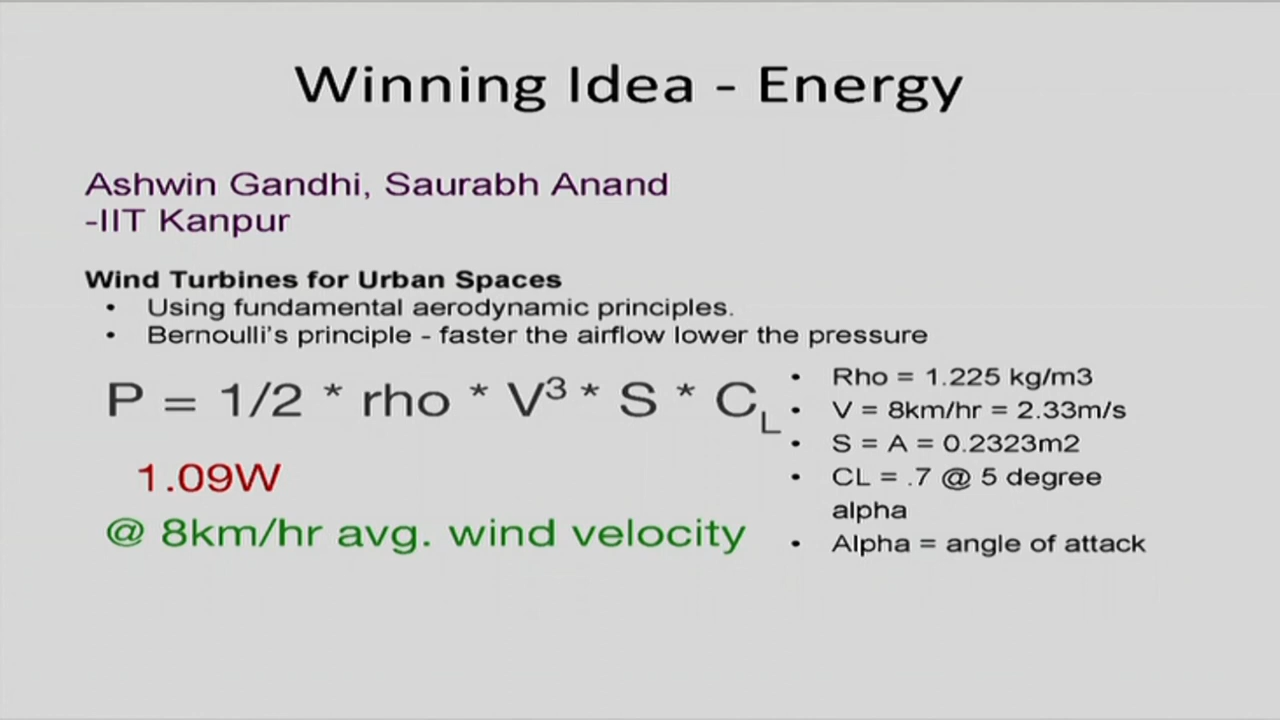 Winning Idea - Energy
Ashwin Gandhi, Saurabh Anand
-IIT Kanpur
Wind Turbines for Urban Spaces
• Using fundamental aerodynamic principles.
• Bernoulli's principle - faster the airflow lower the pressure
P = 1/2 * rho * V³ * S * C_L
1.09W
@ 8km/hr avg. wind velocity
• Rho = 1.225 kg/m3
• V = 8km/hr = 2.33m/s
• S = A = 0.2323m2
• CL = .7 @ 5 degree
alpha
• Alpha = angle of attack